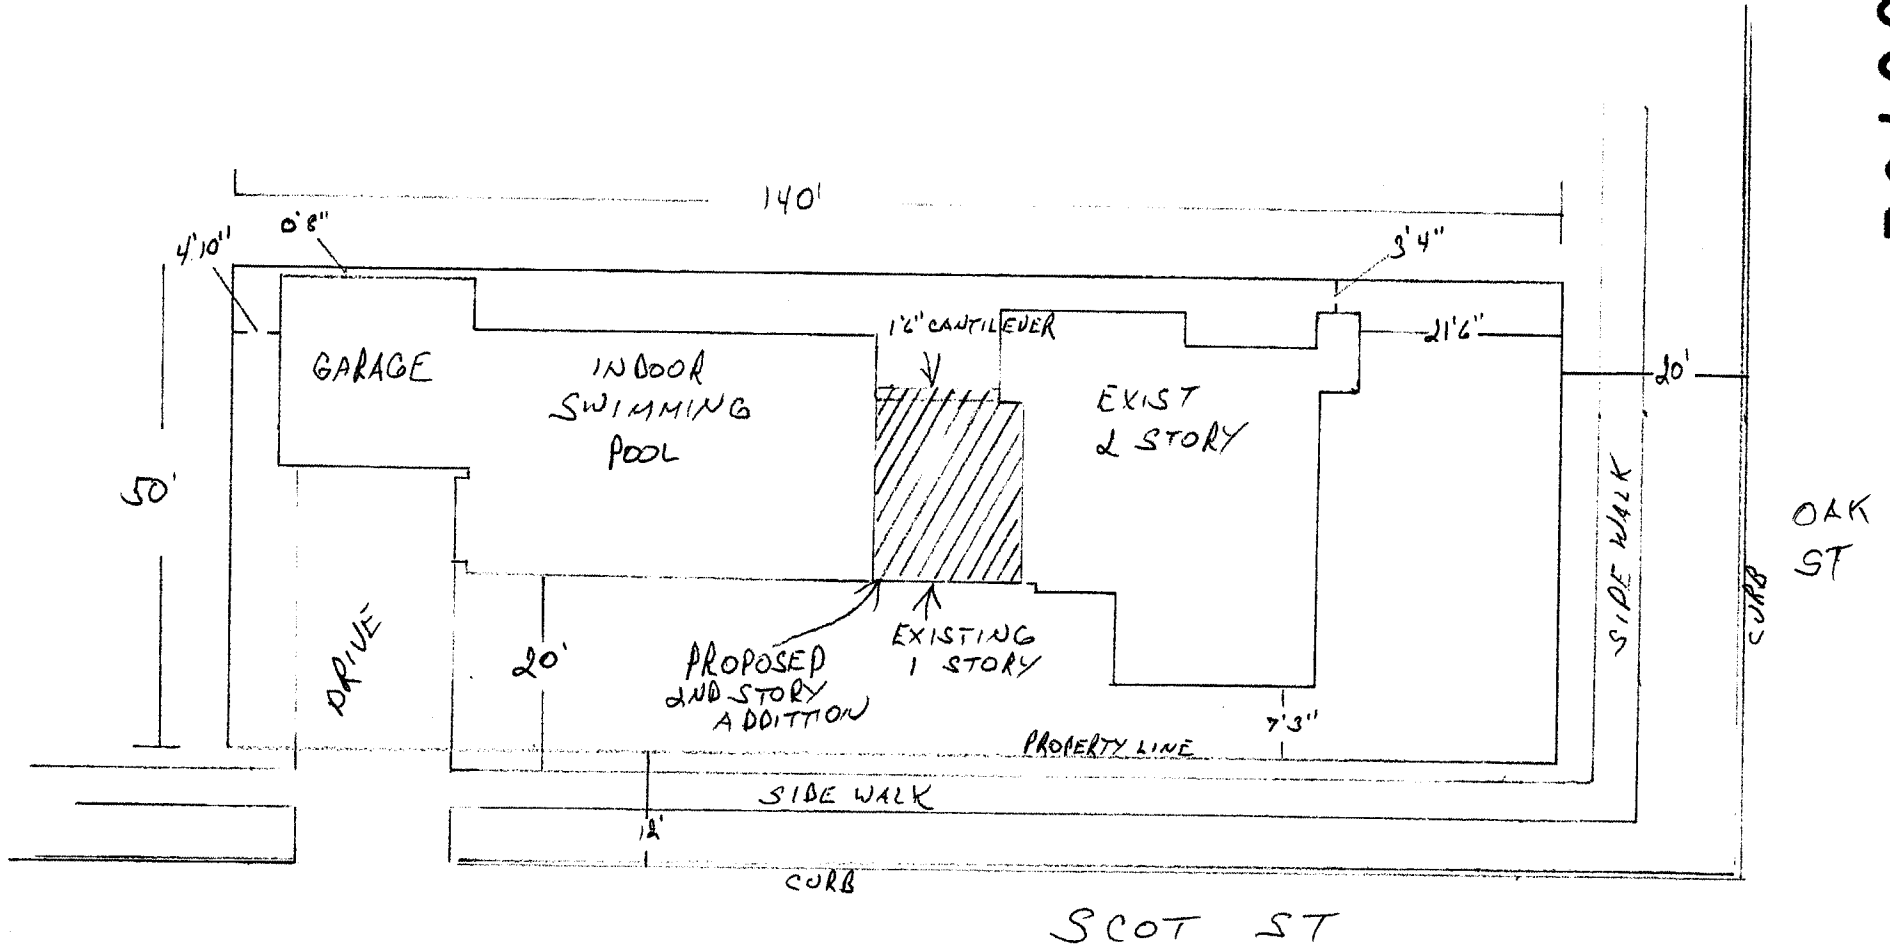 140'
0'8"
4'10"
3'4"
1'6" CANTILEVER
21'6"
20'
GARAGE
INDOOR
SWIMMING
POOL
EXIST
2 STORY
50'
OAK
ST
SIDE WALK
CURB
DRIVE
20'
PROPOSED
2ND STORY
ADDITTION
EXISTING
1 STORY
7'3"
PROPERTY LINE
SIDE WALK
12'
CURB
SCOT ST